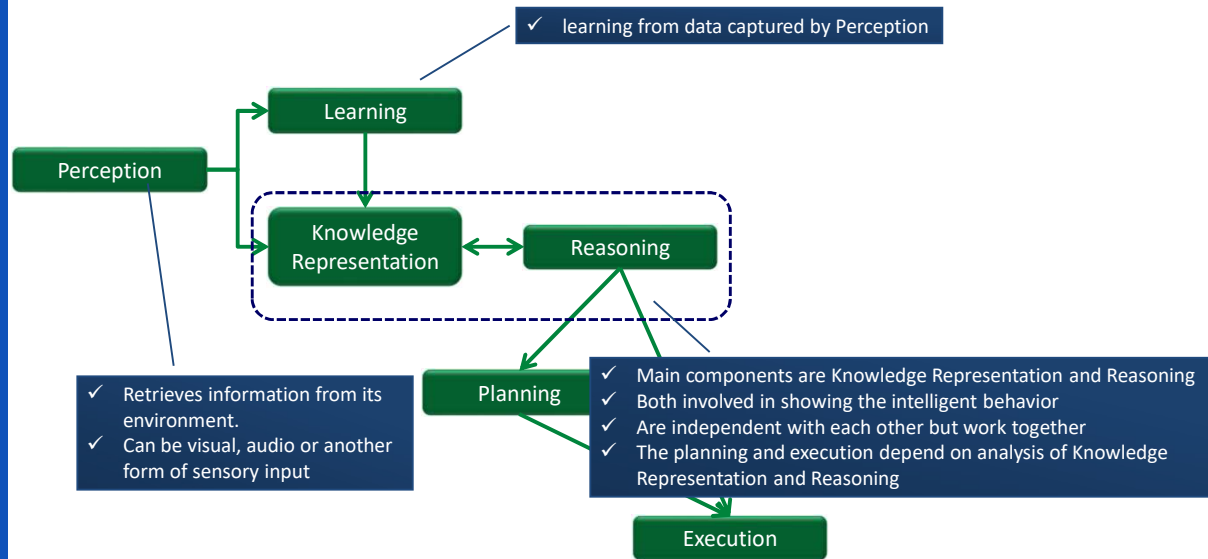 ✓ learning from data captured by Perception
Learning
Perception
Knowledge
Representation
Reasoning
Planning
✓ Retrieves information from its
environment.
✓ Can be visual, audio or another
form of sensory input
✓ Main components are Knowledge Representation and Reasoning
✓ Both involved in showing the intelligent behavior
✓ Are independent with each other but work together
✓ The planning and execution depend on analysis of Knowledge
Representation and Reasoning
Execution